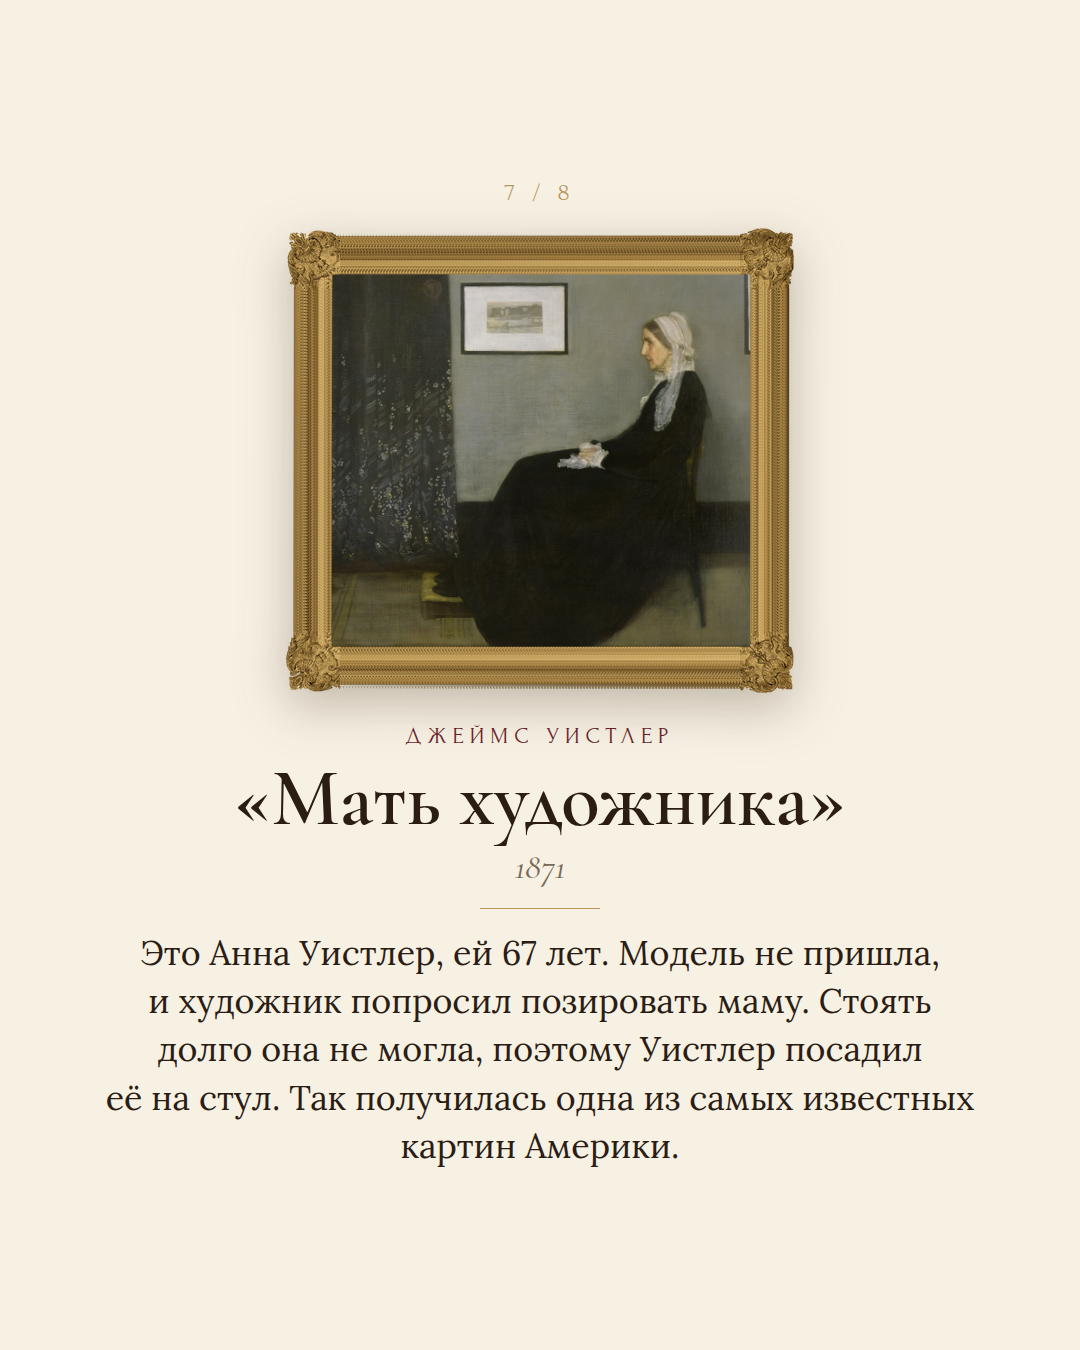 7 / 8
ДЖЕЙМС УИСТЛЕР
«Мать художника»
1871
Это Анна Уистлер, ей 67 лет. Модель не пришла,
и художник попросил позировать маму. Стоять
долго она не могла, поэтому Уистлер посадил
её на стул. Так получилась одна из самых известных
картин Америки.